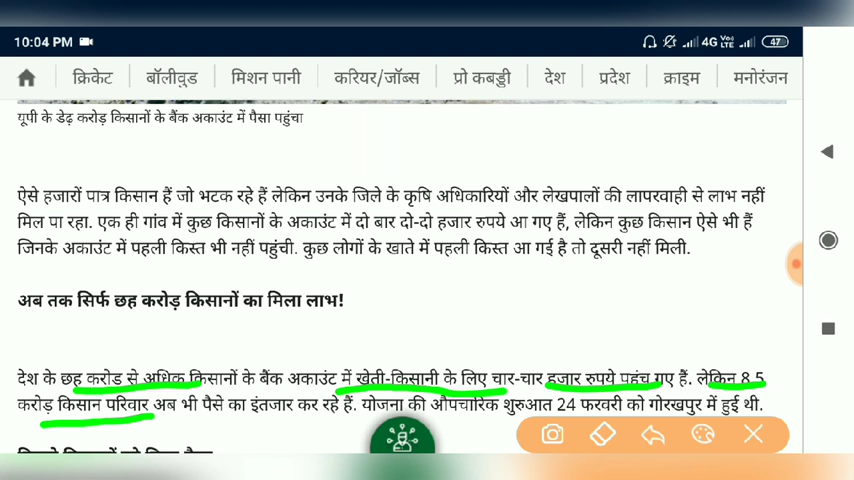 10:04 PM 4G VoLTE 47
क्रिकेट बॉलीवुड मिशन पानी करियर/जॉब्स प्रो कबड्डी देश प्रदेश क्राइम मनोरंजन
यूपी के डेढ़ करोड़ किसानों के बैंक अकाउंट में पैसा पहुंचा
ऐसे हजारों पात्र किसान हैं जो भटक रहे हैं लेकिन उनके जिले के कृषि अधिकारियों और लेखपालों की लापरवाही से लाभ नहीं
मिल पा रहा. एक ही गांव में कुछ किसानों के अकाउंट में दो बार दो-दो हजार रुपये आ गए हैं, लेकिन कुछ किसान ऐसे भी हैं
जिनके अकाउंट में पहली किस्त भी नहीं पहुंची. कुछ लोगों के खाते में पहली किस्त आ गई है तो दूसरी नहीं मिली.
अब तक सिर्फ छह करोड़ किसानों का मिला लाभ!
देश के छह करोड़ से अधिक किसानों के बैंक अकाउंट में खेती-किसानी के लिए चार-चार हजार रुपये पहुंच गए हैं. लेकिन 8.5
करोड़ किसान परिवार अब भी पैसे का इंतजार कर रहे हैं. योजना की औपचारिक शुरुआत 24 फरवरी को गोरखपुर में हुई थी.